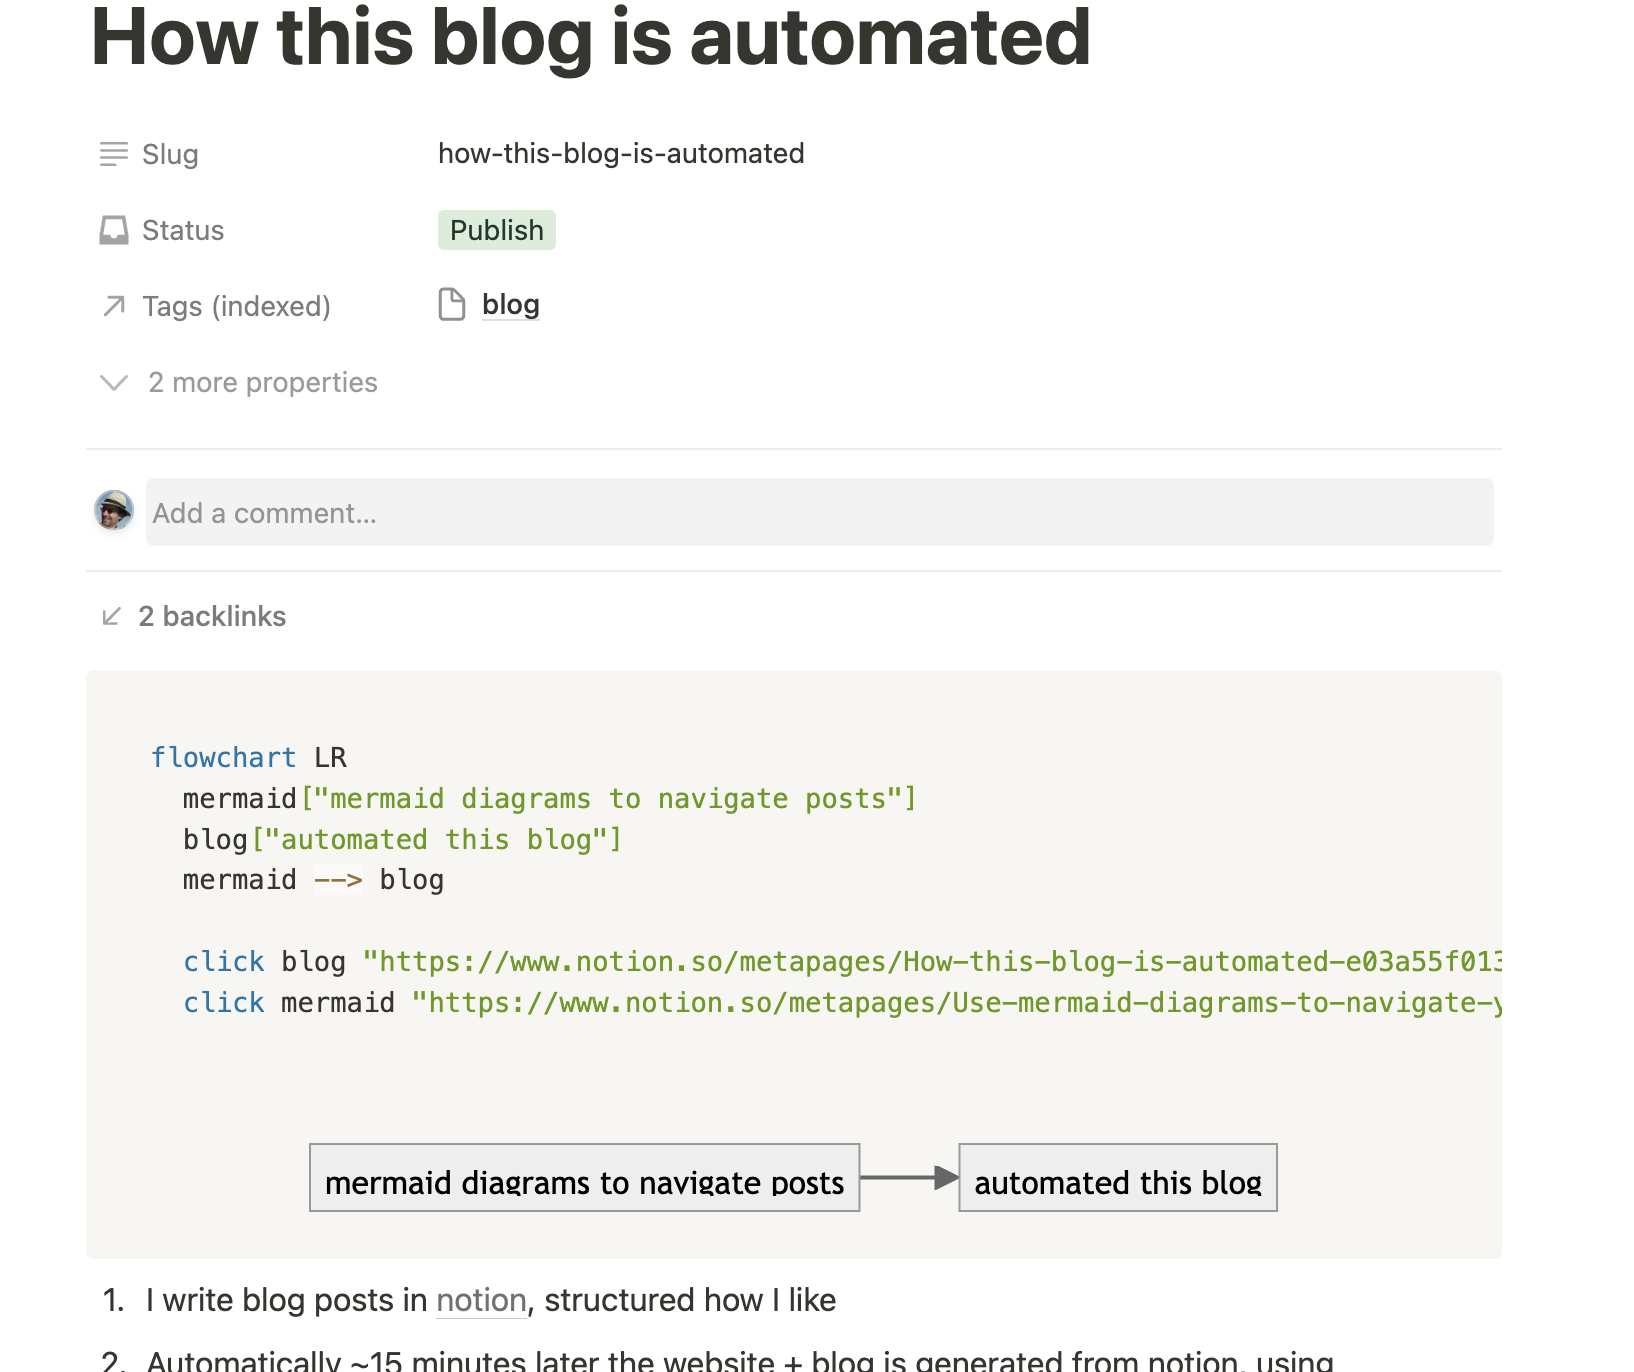 How this blog is automated
Slug how-this-blog-is-automated
Status Publish
Tags (indexed) blog
2 more properties
Add a comment...
2 backlinks
flowchart LR
mermaid["mermaid diagrams to navigate posts"]
blog["automated this blog"]
mermaid --> blog
click blog "https://www.notion.so/metapages/How-this-blog-is-automated-e03a55f013
click mermaid "https://www.notion.so/metapages/Use-mermaid-diagrams-to-navigate-y
mermaid diagrams to navigate posts automated this blog
1. I write blog posts in notion, structured how I like
2. Automatically ~15 minutes later the website + blog is generated from notion, using